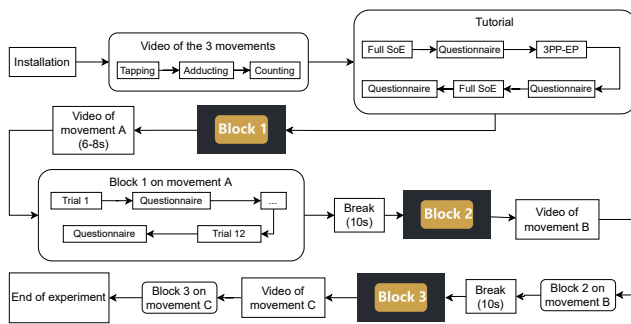 Video of the 3 movements
Tutorial
Installation
Tapping
Adducting
Counting
Full SoE
Questionnaire
3PP-EP
Questionnaire
Full SoE
Questionnaire
Video of
movement A
(6-8s)
Block 1
Block 1 on movement A
Trial 1
Questionnaire
...
Questionnaire
Trial 12
Break
(10s)
Block 2
Video of
movement B
End of experiment
Block 3 on
movement C
Video of
movement C
Block 3
Break
(10s)
Block 2 on
movement B